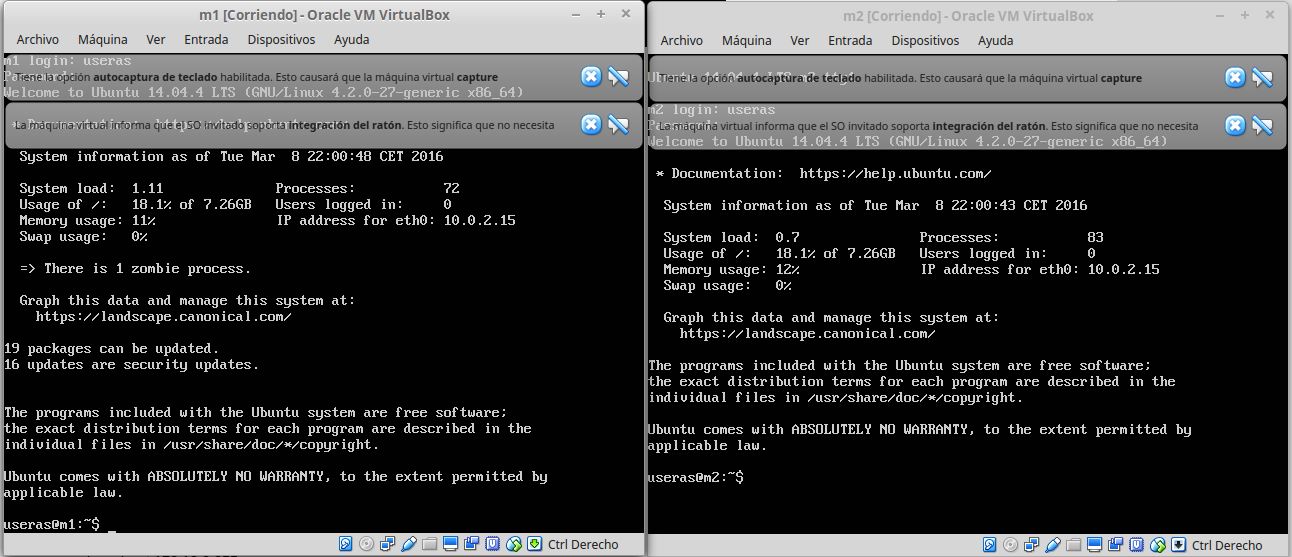 m1 [Corriendo] - Oracle VM VirtualBox
Archivo Máquina Ver Entrada Dispositivos Ayuda
m1 login: useras
Tiene la opción autocaptura de teclado habilitada. Esto causará que la máquina virtual capture
Welcome to Ubuntu 14.04.4 LTS (GNU/Linux 4.2.0-27-generic x86_64)
La máquina virtual informa que el SO invitado soporta integración del ratón. Esto significa que no necesita
System information as of Tue Mar  8 22:00:48 CET 2016
System load:  1.11 Processes: 72
Usage of /:   18.1% of 7.26GB Users logged in: 0
Memory usage: 11% IP address for eth0: 10.0.2.15
Swap usage:   0%
=> There is 1 zombie process.
Graph this data and manage this system at:
https://landscape.canonical.com/
19 packages can be updated.
16 updates are security updates.
The programs included with the Ubuntu system are free software;
the exact distribution terms for each program are described in the
individual files in /usr/share/doc/*/copyright.
Ubuntu comes with ABSOLUTELY NO WARRANTY, to the extent permitted by
applicable law.
useras@m1:~$ _
Ctrl Derecho
m2 [Corriendo] - Oracle VM VirtualBox
Archivo Máquina Ver Entrada Dispositivos Ayuda
Tiene la opción autocaptura de teclado habilitada. Esto causará que la máquina virtual capture
m2 login: useras
La máquina virtual informa que el SO invitado soporta integración del ratón. Esto significa que no necesita
Welcome to Ubuntu 14.04.4 LTS (GNU/Linux 4.2.0-27-generic x86_64)
* Documentation:  https://help.ubuntu.com/
System information as of Tue Mar  8 22:00:43 CET 2016
System load:  0.7 Processes: 83
Usage of /:   18.1% of 7.26GB Users logged in: 0
Memory usage: 12% IP address for eth0: 10.0.2.15
Swap usage:   0%
Graph this data and manage this system at:
https://landscape.canonical.com/
The programs included with the Ubuntu system are free software;
the exact distribution terms for each program are described in the
individual files in /usr/share/doc/*/copyright.
Ubuntu comes with ABSOLUTELY NO WARRANTY, to the extent permitted by
applicable law.
useras@m2:~$
Ctrl Derecho